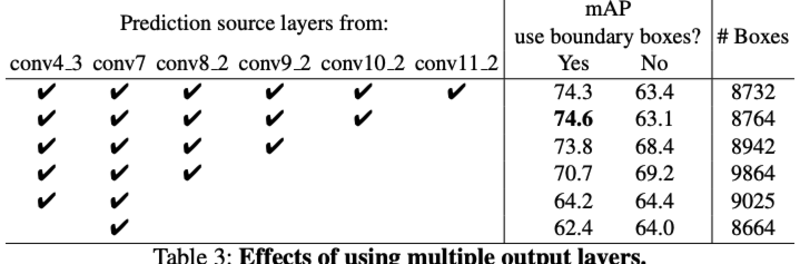 Prediction source layers from: mAP
use boundary boxes? # Boxes
conv4_3 conv7 conv8_2 conv9_2 conv10_2 conv11_2 Yes No
✔ ✔ ✔ ✔ ✔ ✔ 74.3 63.4 8732
✔ ✔ ✔ ✔ ✔ 74.6 63.1 8764
✔ ✔ ✔ ✔ 73.8 68.4 8942
✔ ✔ ✔ 70.7 69.2 9864
✔ ✔ 64.2 64.4 9025
✔ 62.4 64.0 8664
Table 3: Effects of using multiple output layers.